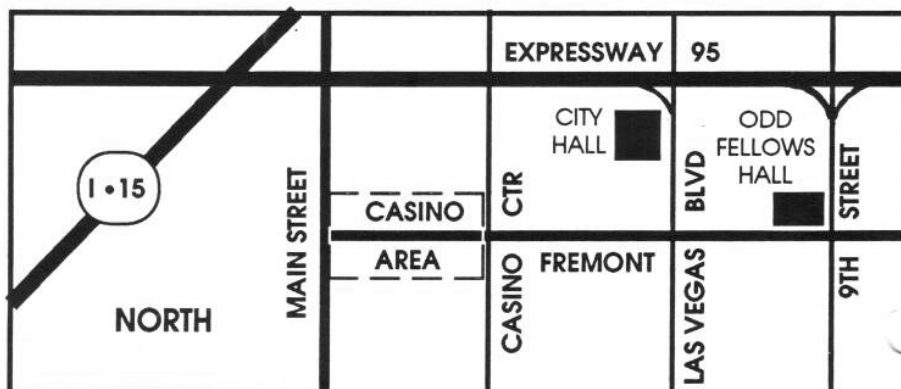 EXPRESSWAY 95
CITY
HALL
ODD
FELLOWS
HALL
I • 15
MAIN STREET
CASINO
AREA
CASINO CTR
FREMONT
LAS VEGAS BLVD
9TH STREET
NORTH